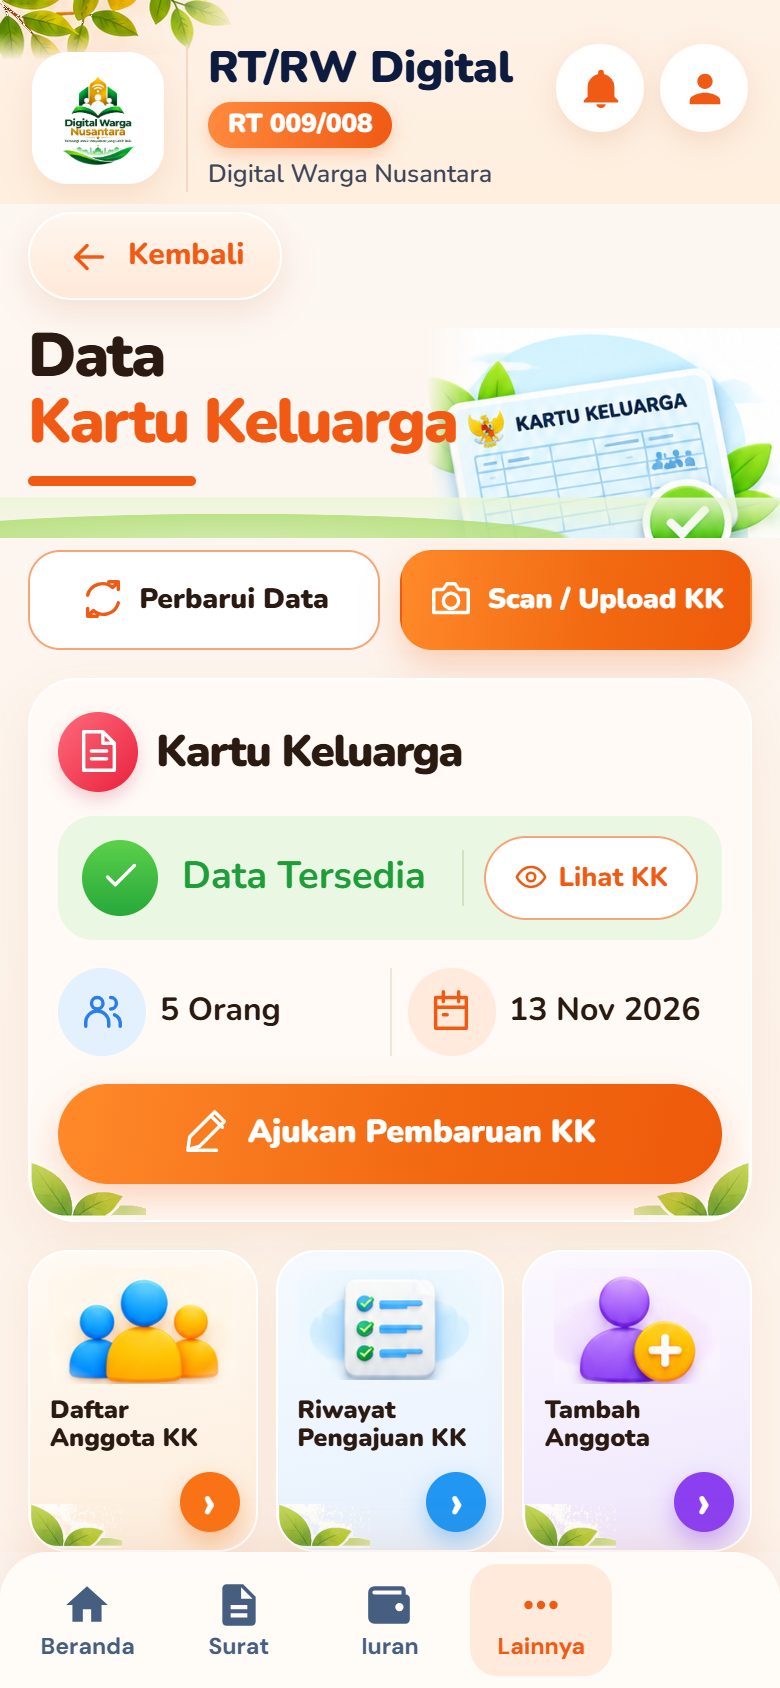 Digital Warga
Nusantara
RT/RW Digital
RT 009/008
Digital Warga Nusantara
Kembali
Data
Kartu Keluarga
KARTU KELUARGA
Perbarui Data
Scan / Upload KK
Kartu Keluarga
Data Tersedia
Lihat KK
5 Orang
13 Nov 2026
Ajukan Pembaruan KK
Daftar
Anggota KK
Riwayat
Pengajuan KK
Tambah
Anggota
Beranda
Surat
Iuran
Lainnya